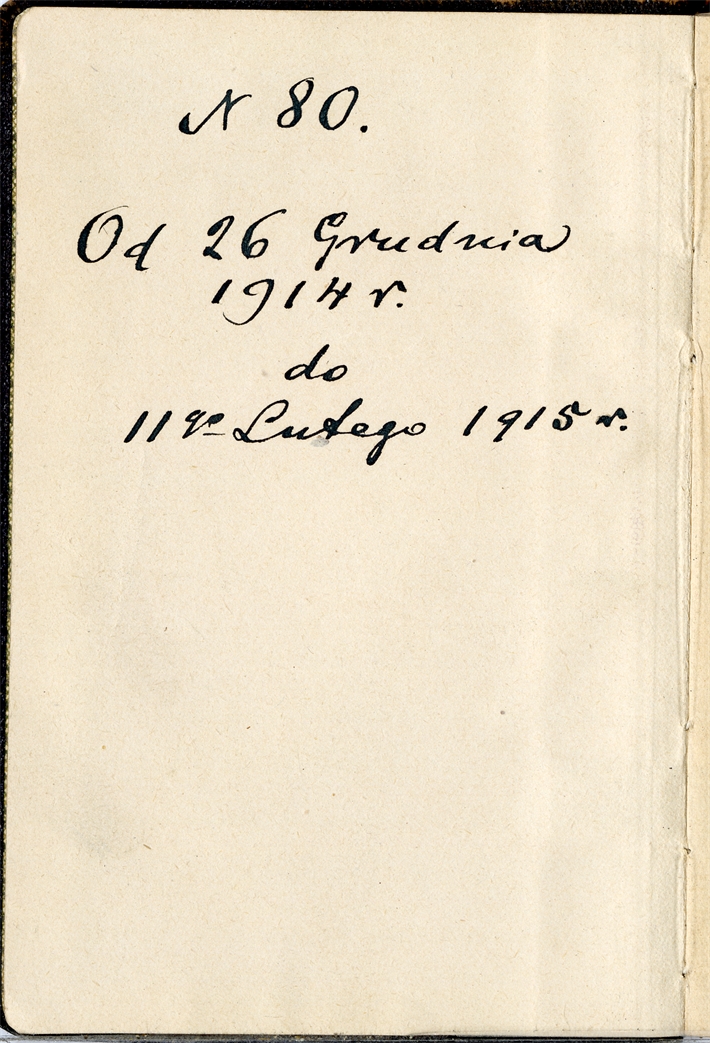 N 80.
Od 26 Grudnia
1914 r.
do
11go Lutego 1915 r.